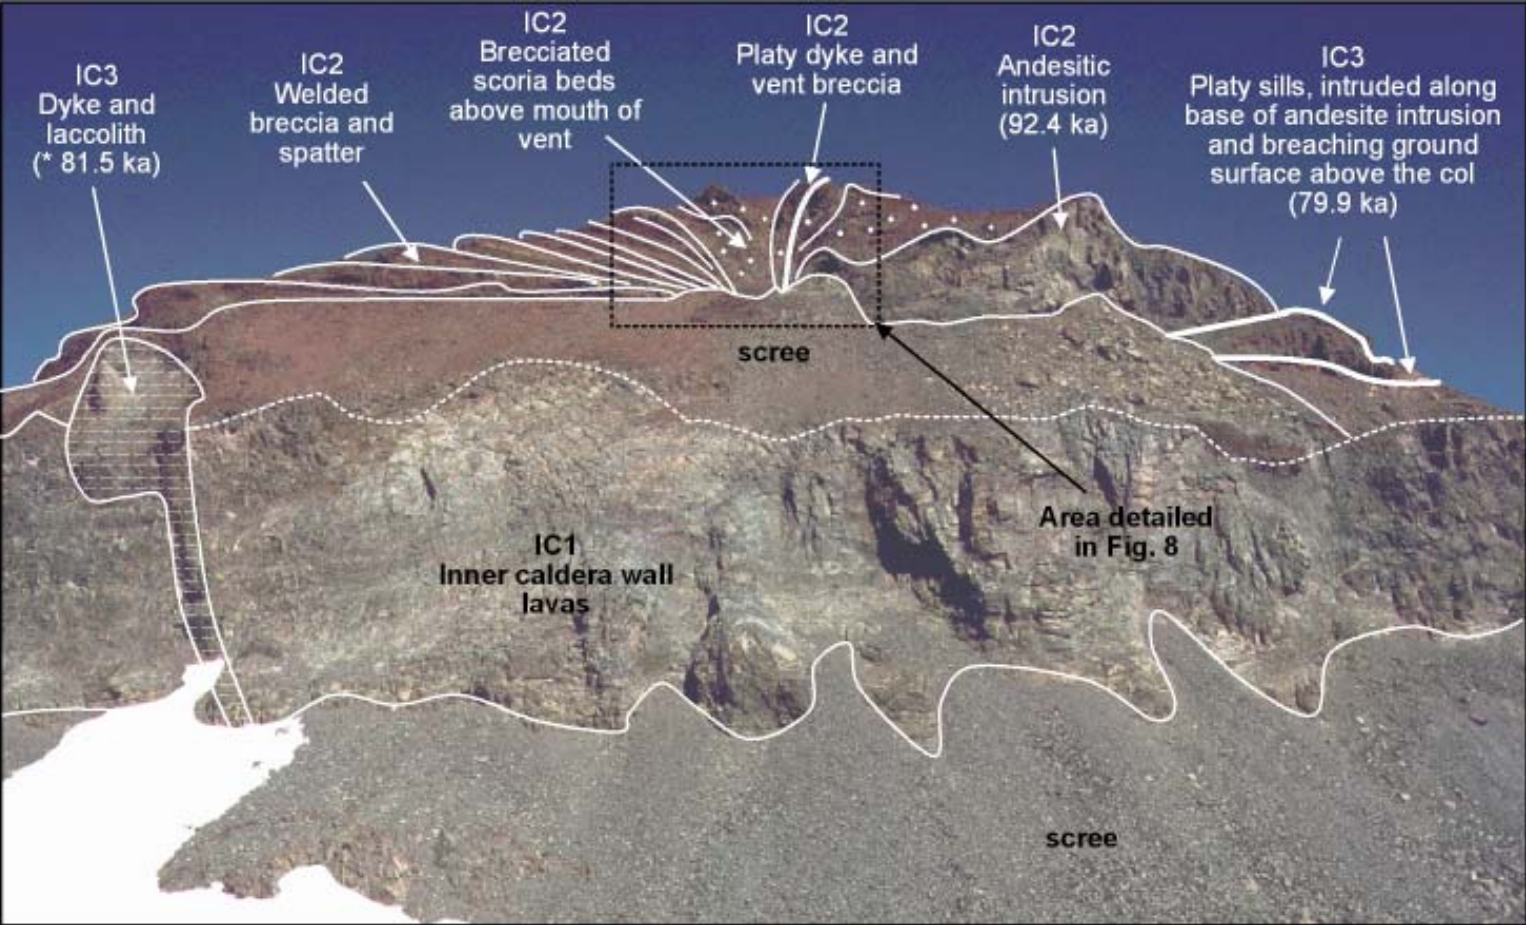 IC3
Dyke and
laccolith
(* 81.5 ka)
IC2
Welded
breccia and
spatter
IC2
Brecciated
scoria beds
above mouth of
vent
IC2
Platy dyke and
vent breccia
IC2
Andesitic
intrusion
(92.4 ka)
IC3
Platy sills, intruded along
base of andesite intrusion
and breaching ground
surface above the col
(79.9 ka)
scree
Area detailed
in Fig. 8
IC1
Inner caldera wall
lavas
scree